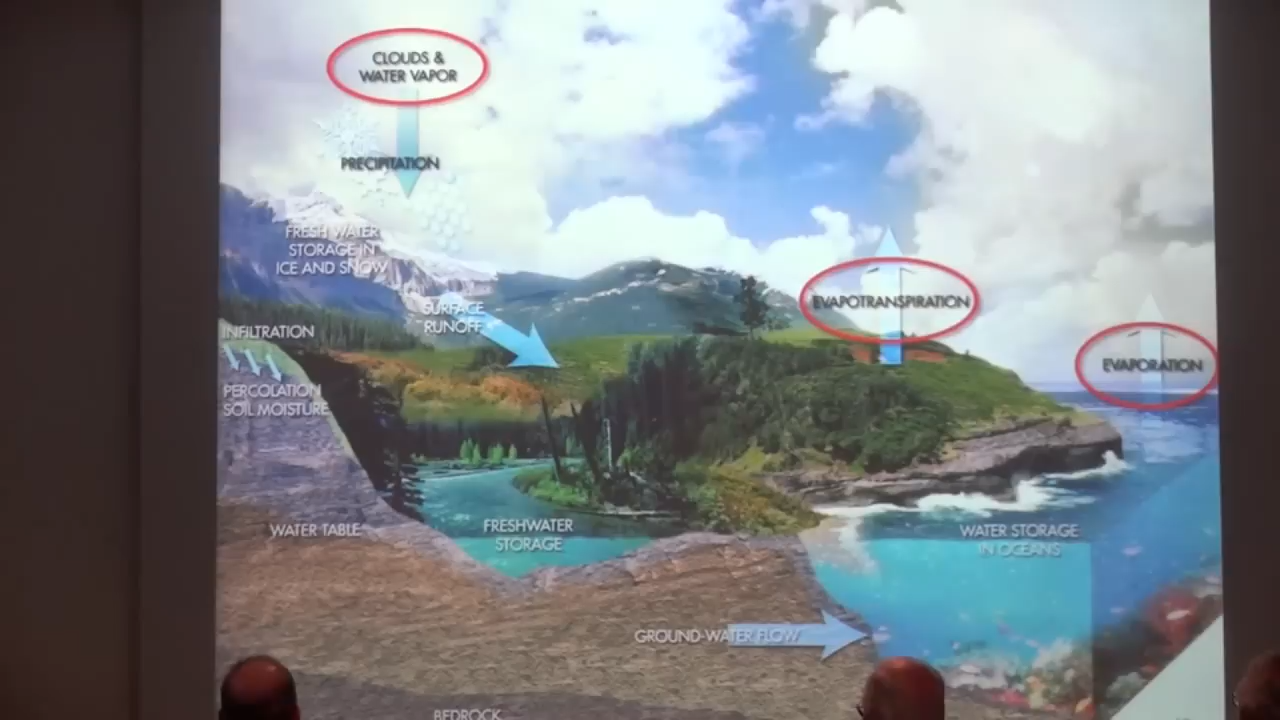 CLOUDS &
WATER VAPOR
PRECIPITATION
FRESH WATER
STORAGE IN
ICE AND SNOW
SURFACE
RUNOFF
EVAPOTRANSPIRATION
INFILTRATION
EVAPORATION
PERCOLATION
SOIL MOISTURE
WATER TABLE
FRESHWATER
STORAGE
WATER STORAGE
IN OCEANS
GROUND-WATER FLOW
BEDROCK